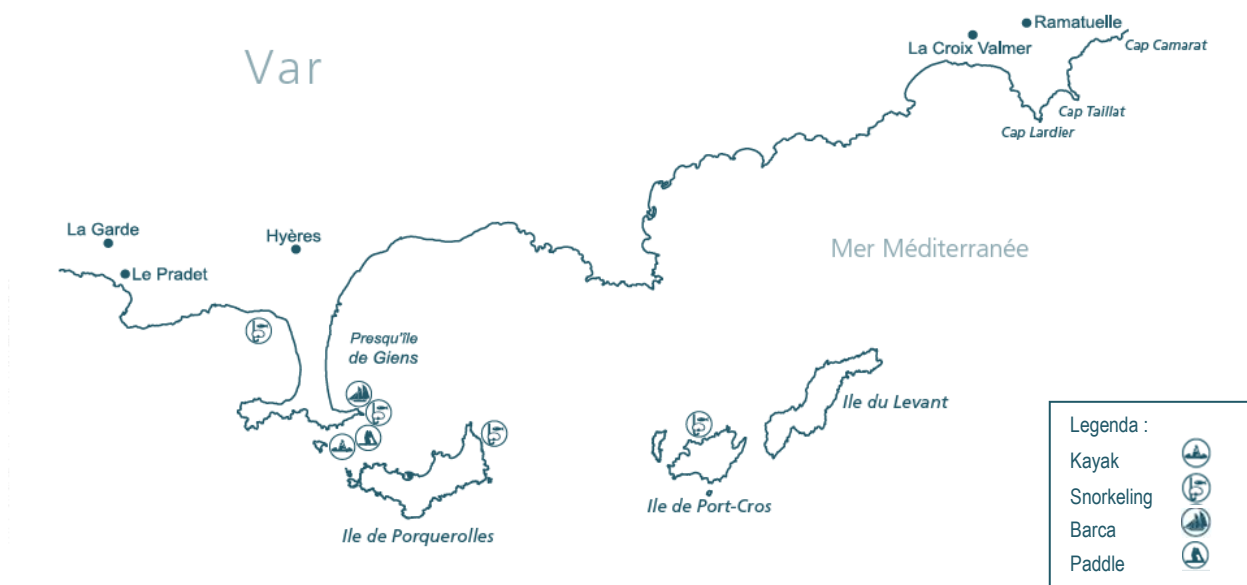 Var
Ramatuelle
La Croix Valmer
Cap Camarat
Cap Taillat
Cap Lardier
La Garde
Hyères
Le Pradet
Mer Méditerranée
Presqu'île
de Giens
Ile du Levant
Ile de Port-Cros
Ile de Porquerolles
Legenda :
Kayak
Snorkeling
Barca
Paddle